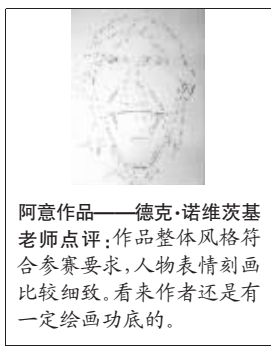 阿意作品——德克·诺维茨基
老师点评:作品整体风格符
合参赛要求,人物表情刻画
比较细致。看来作者还是有
一定绘画功底的。